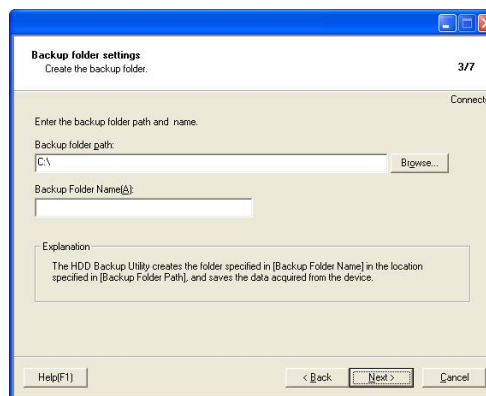 Backup folder settings
Create the backup folder.
3/7
Connect
Enter the backup folder path and name.
Backup folder path:
C:\
Browse...
Backup Folder Name(A):
Explanation
The HDD Backup Utility creates the folder specified in [Backup Folder Name] in the location
specified in [Backup Folder Path], and saves the data acquired from the device.
Help(F1)
< Back
Next >
Cancel